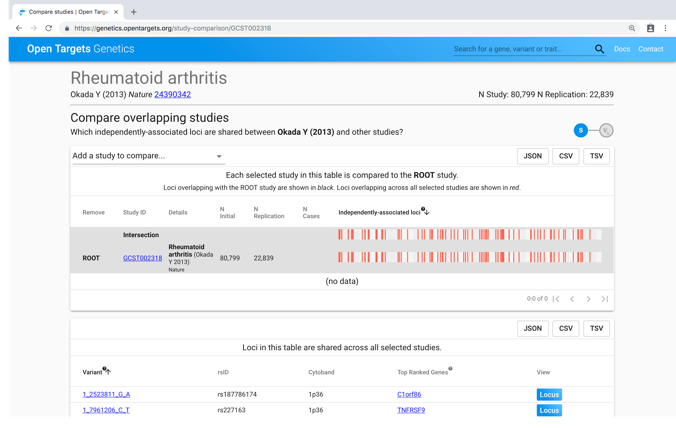 Compare studies | Open Targets
https://genetics.opentargets.org/study-comparison/GCST002318
Open Targets Genetics
Search for a gene, variant or trait...
Docs
Contact
Rheumatoid arthritis
Okada Y (2013) Nature 24390342
N Study: 80,799 N Replication: 22,839
Compare overlapping studies
Which independently-associated loci are shared between Okada Y (2013) and other studies?
S
Add a study to compare...
JSON
CSV
TSV
Each selected study in this table is compared to the ROOT study.
Loci overlapping with the ROOT study are shown in black. Loci overlapping across all selected studies are shown in red.
Remove
Study ID
Details
N Initial
N Replication
N Cases
Independently-associated loci
Intersection
ROOT
GCST002318
Rheumatoid
arthritis (Okada
Y 2013)
Nature
80,799
22,839
(no data)
0-0 of 0
JSON
CSV
TSV
Loci in this table are shared across all selected studies.
Variant
rsID
Cytoband
Top Ranked Genes
View
1_2523811_G_A
rs187786174
1p36
C1orf86
Locus
1_7961206_C_T
rs227163
1p36
TNFRSF9
Locus